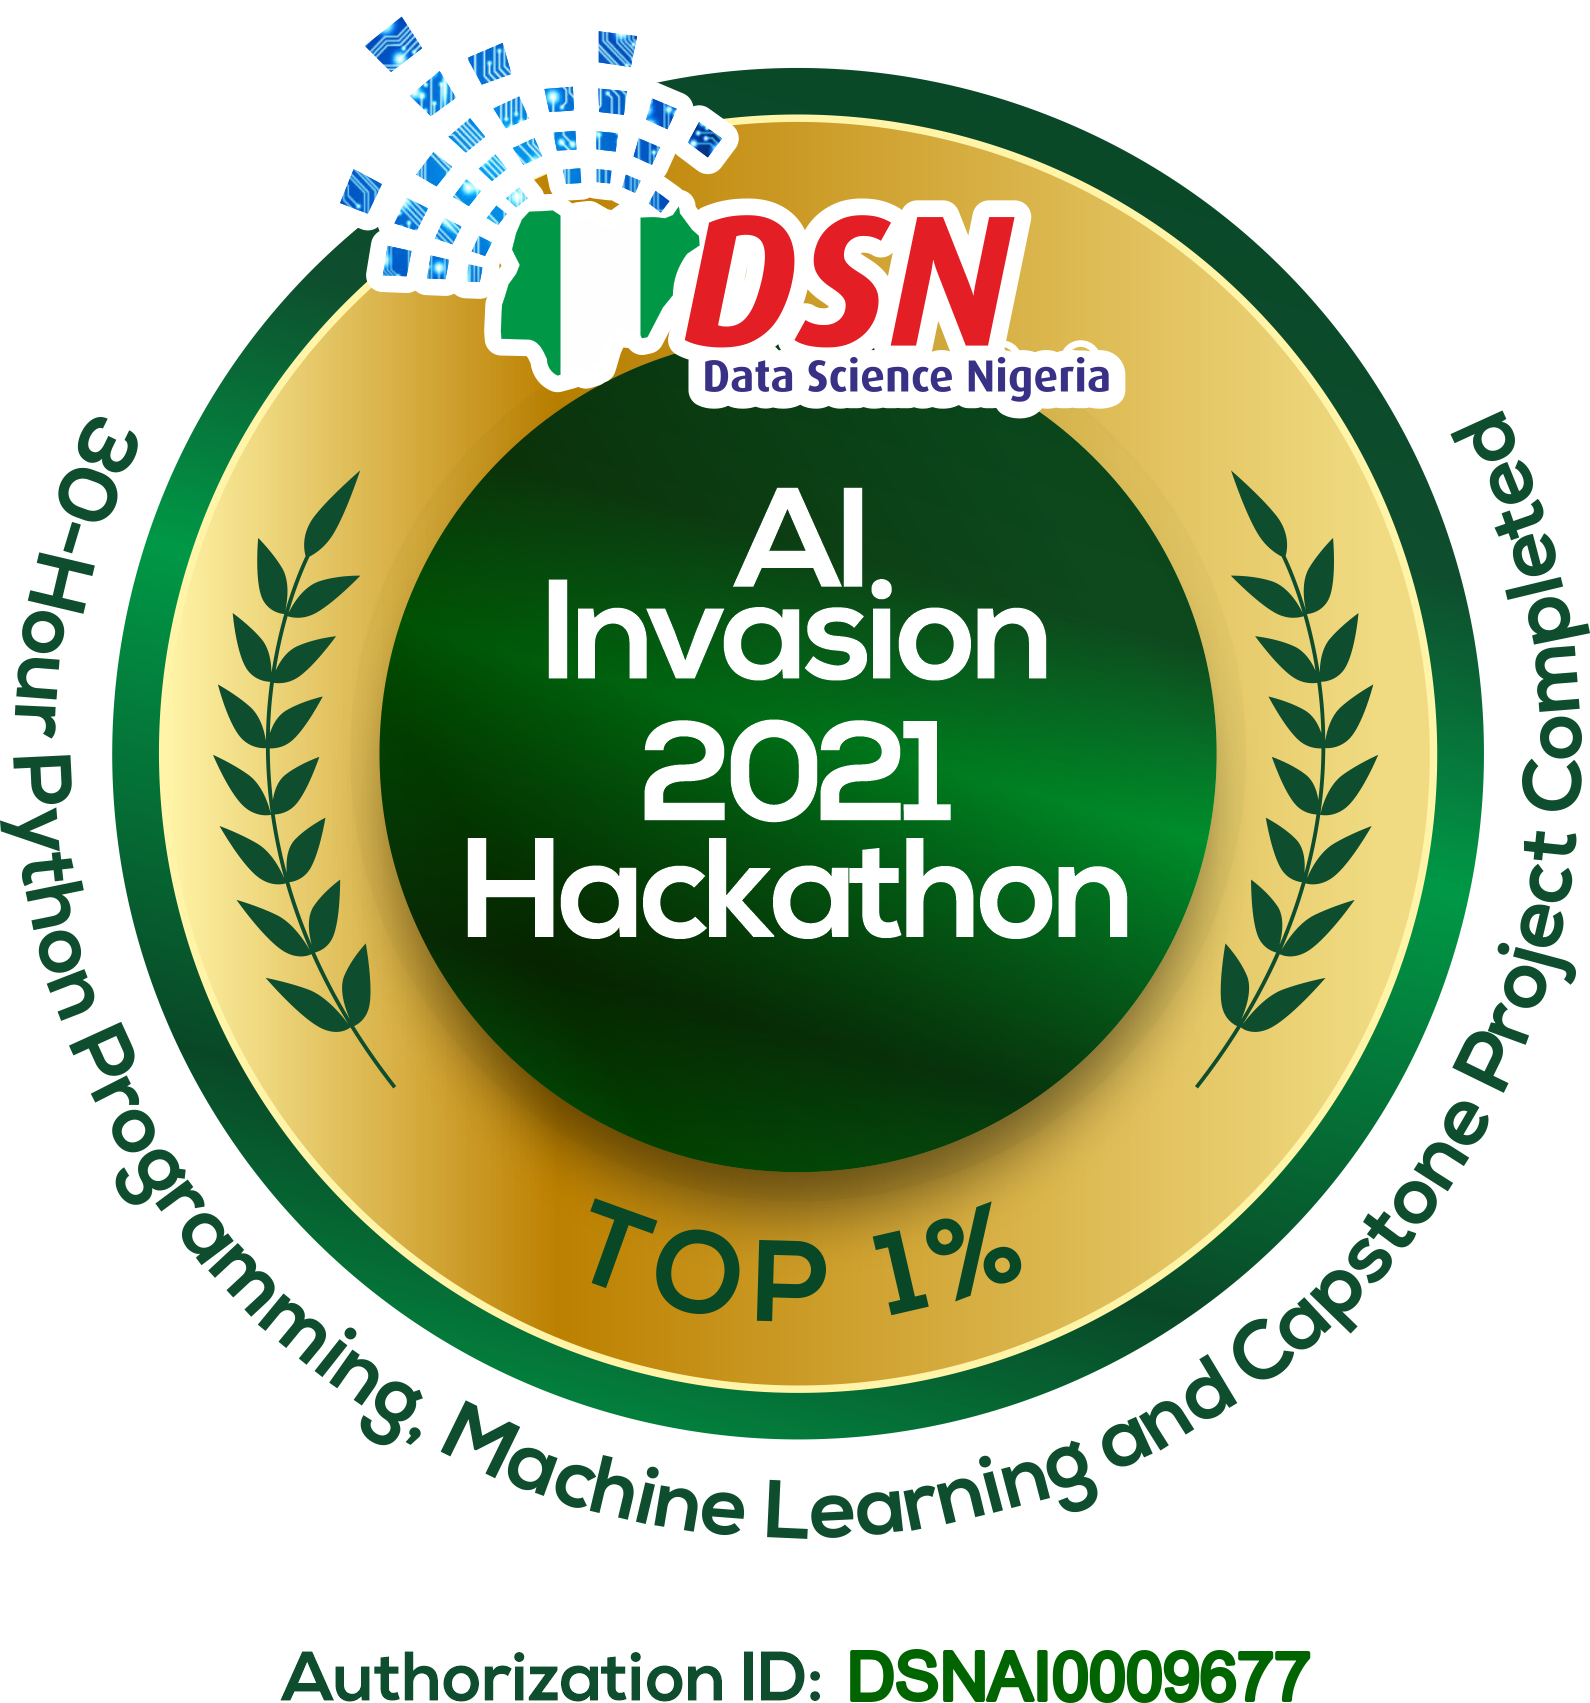 DSN
Data Science Nigeria
AI
Invasion
2021
Hackathon
TOP 1%
30-Hour Python Programming, Machine Learning and Capstone Project Completed
Authorization ID: DSNAI0009677